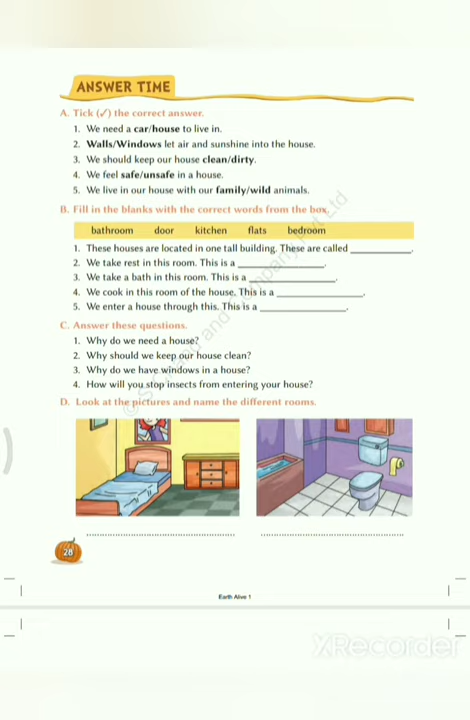 ANSWER TIME
A. Tick (✓) the correct answer.
1. We need a car/house to live in.
2. Walls/Windows let air and sunshine into the house.
3. We should keep our house clean/dirty.
4. We feel safe/unsafe in a house.
5. We live in our house with our family/wild animals.
B. Fill in the blanks with the correct words from the box.
bathroom door kitchen flats bedroom
1. These houses are located in one tall building. These are called ____________.
2. We take rest in this room. This is a ________________.
3. We take a bath in this room. This is a ________________.
4. We cook in this room of the house. This is a ________________.
5. We enter a house through this. This is a ________________.
C. Answer these questions.
1. Why do we need a house?
2. Why should we keep our house clean?
3. Why do we have windows in a house?
4. How will you stop insects from entering your house?
D. Look at the pictures and name the different rooms.
28
Earth Alive 1
XRecorder